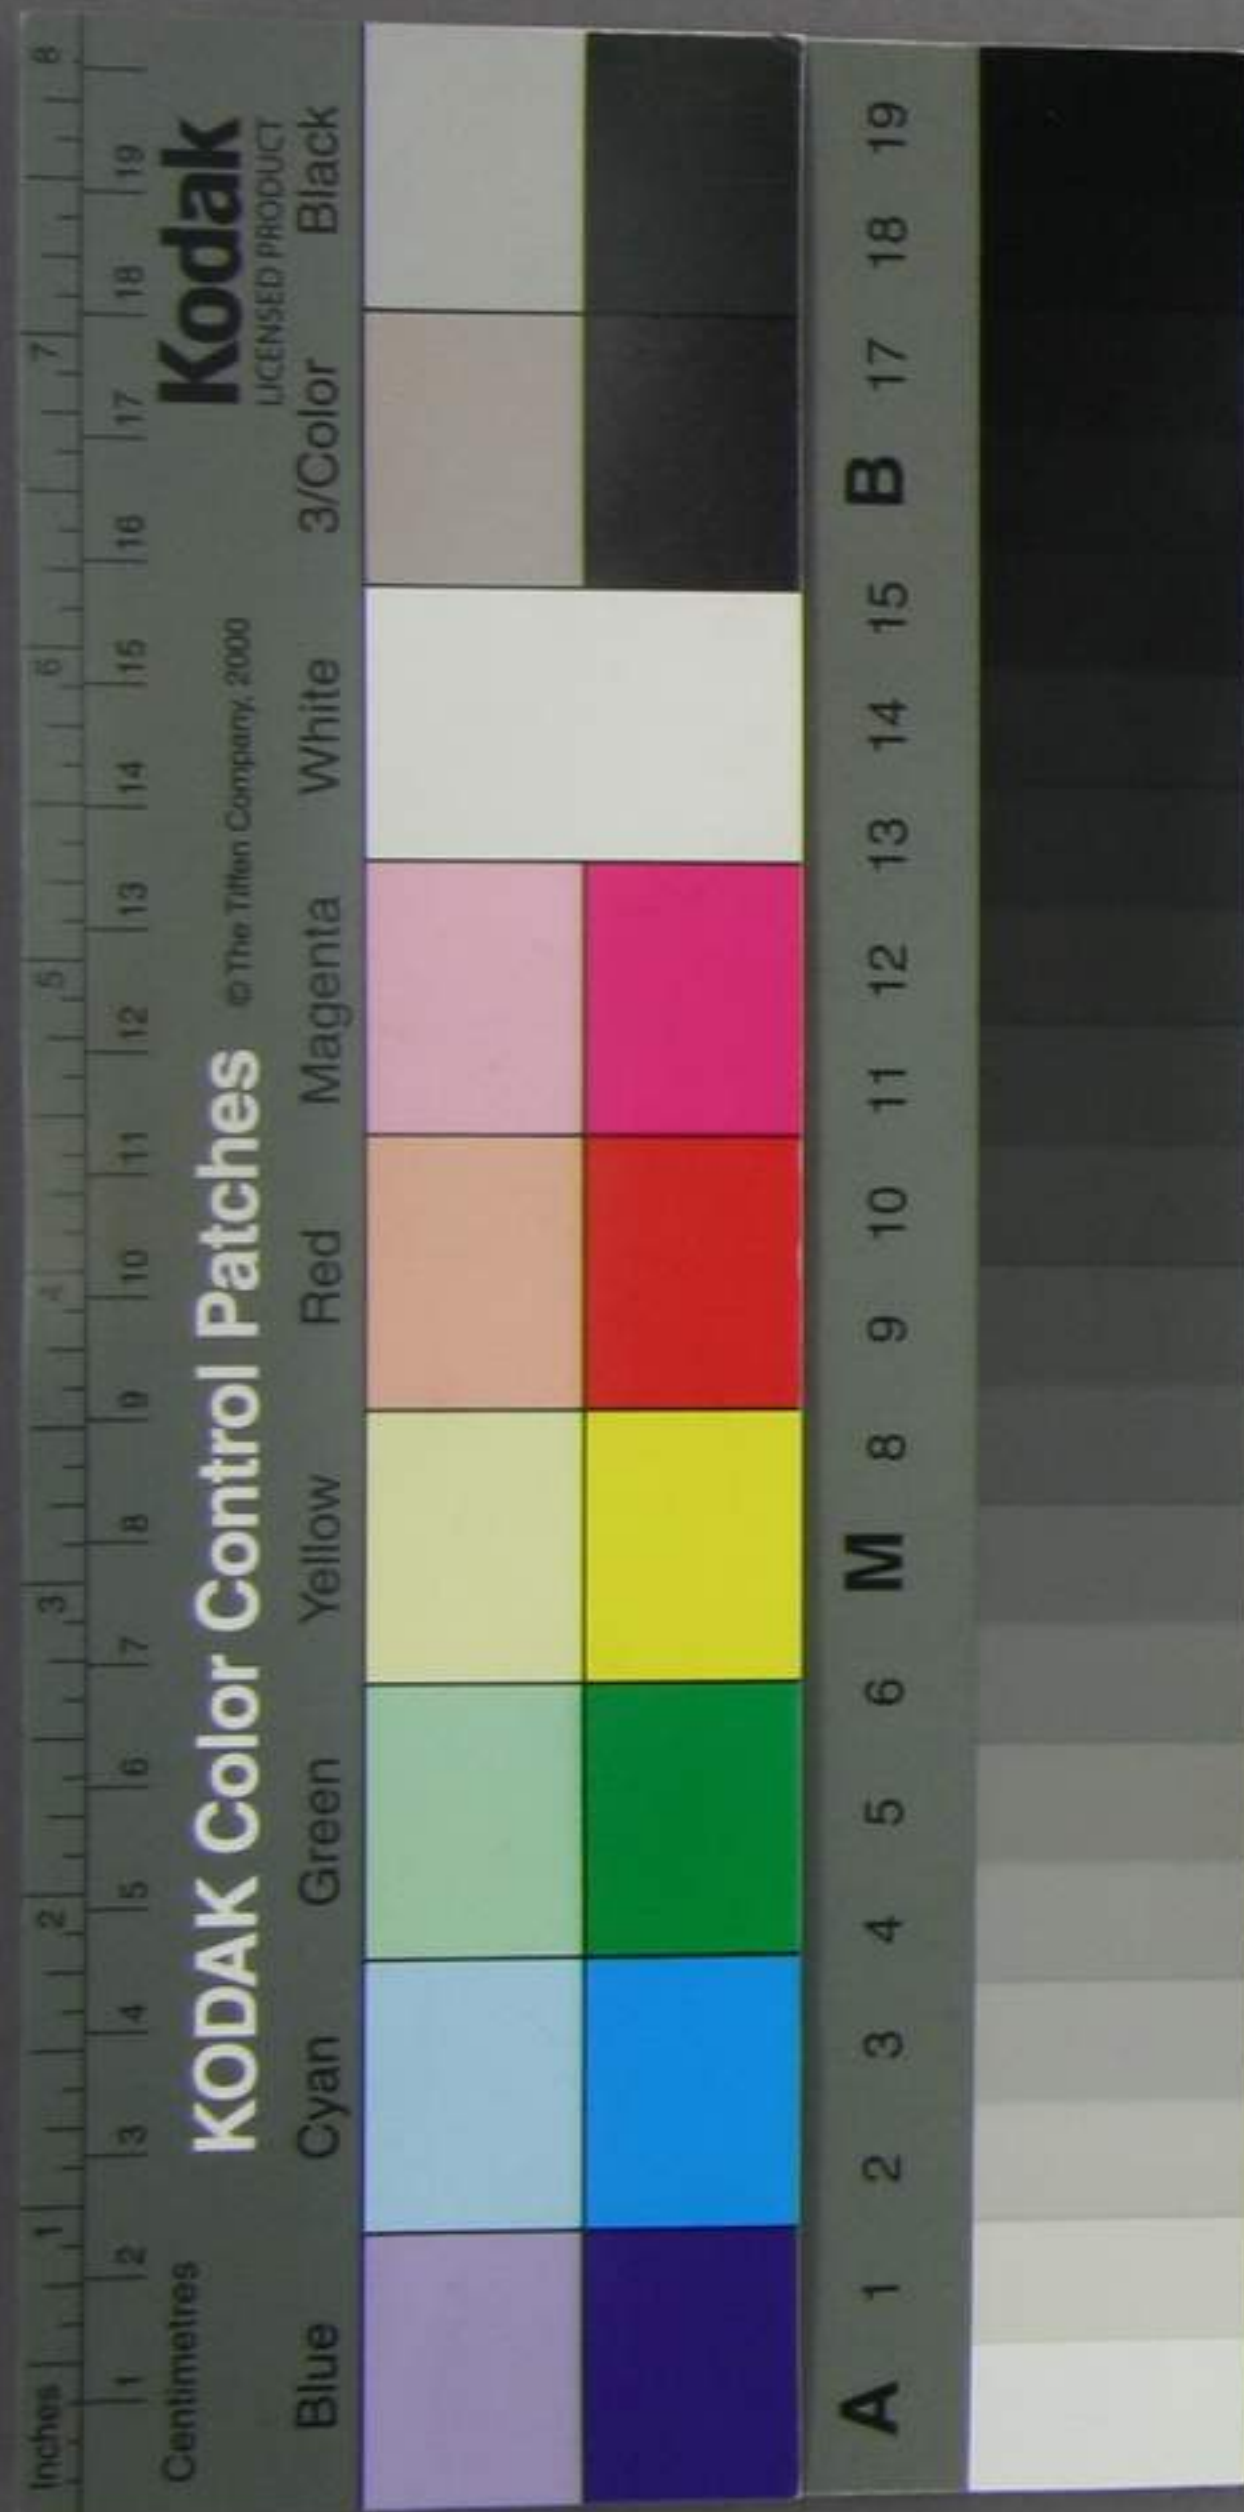 Inches 1 2 3 4 5 6 7 8
Centimetres 1 2 3 4 5 6 7 8 9 10 11 12 13 14 15 16 17 18 19
KODAK Color Control Patches © The Tiffen Company, 2000 Kodak
LICENSED PRODUCT
Blue Cyan Green Yellow Red Magenta White 3/Color Black
A 1 2 3 4 5 6 M 8 9 10 11 12 13 14 15 B 17 18 19